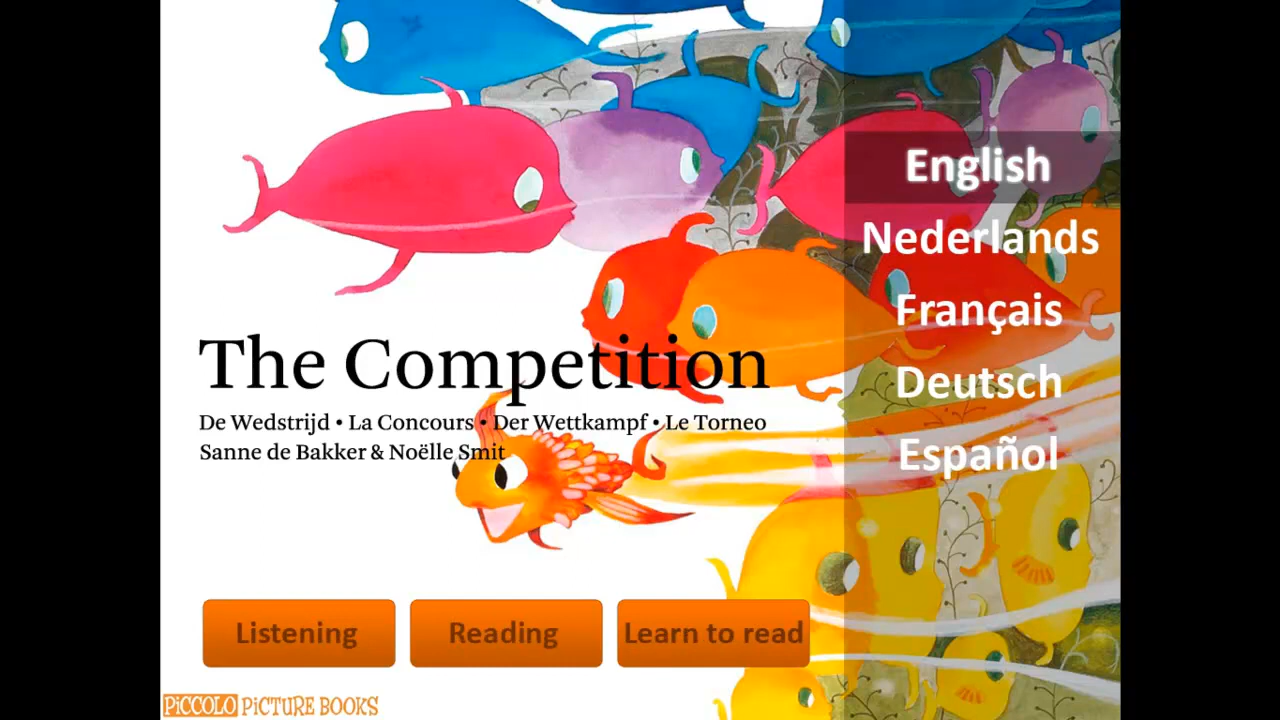 The Competition
De Wedstrijd • La Concours • Der Wettkampf • Le Torneo
Sanne de Bakker & Noëlle Smit
English
Nederlands
Français
Deutsch
Español
Listening
Reading
Learn to read
PiCCOLO PiCTURE BOOKS